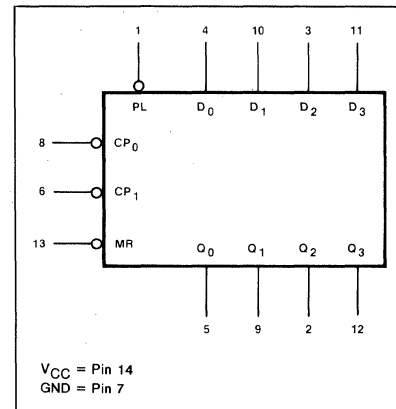 1 4 10 3 11
PL D0 D1 D2 D3
8 CP0
6 CP1
13 MR Q0 Q1 Q2 Q3
5 9 2 12
VCC = Pin 14
GND = Pin 7